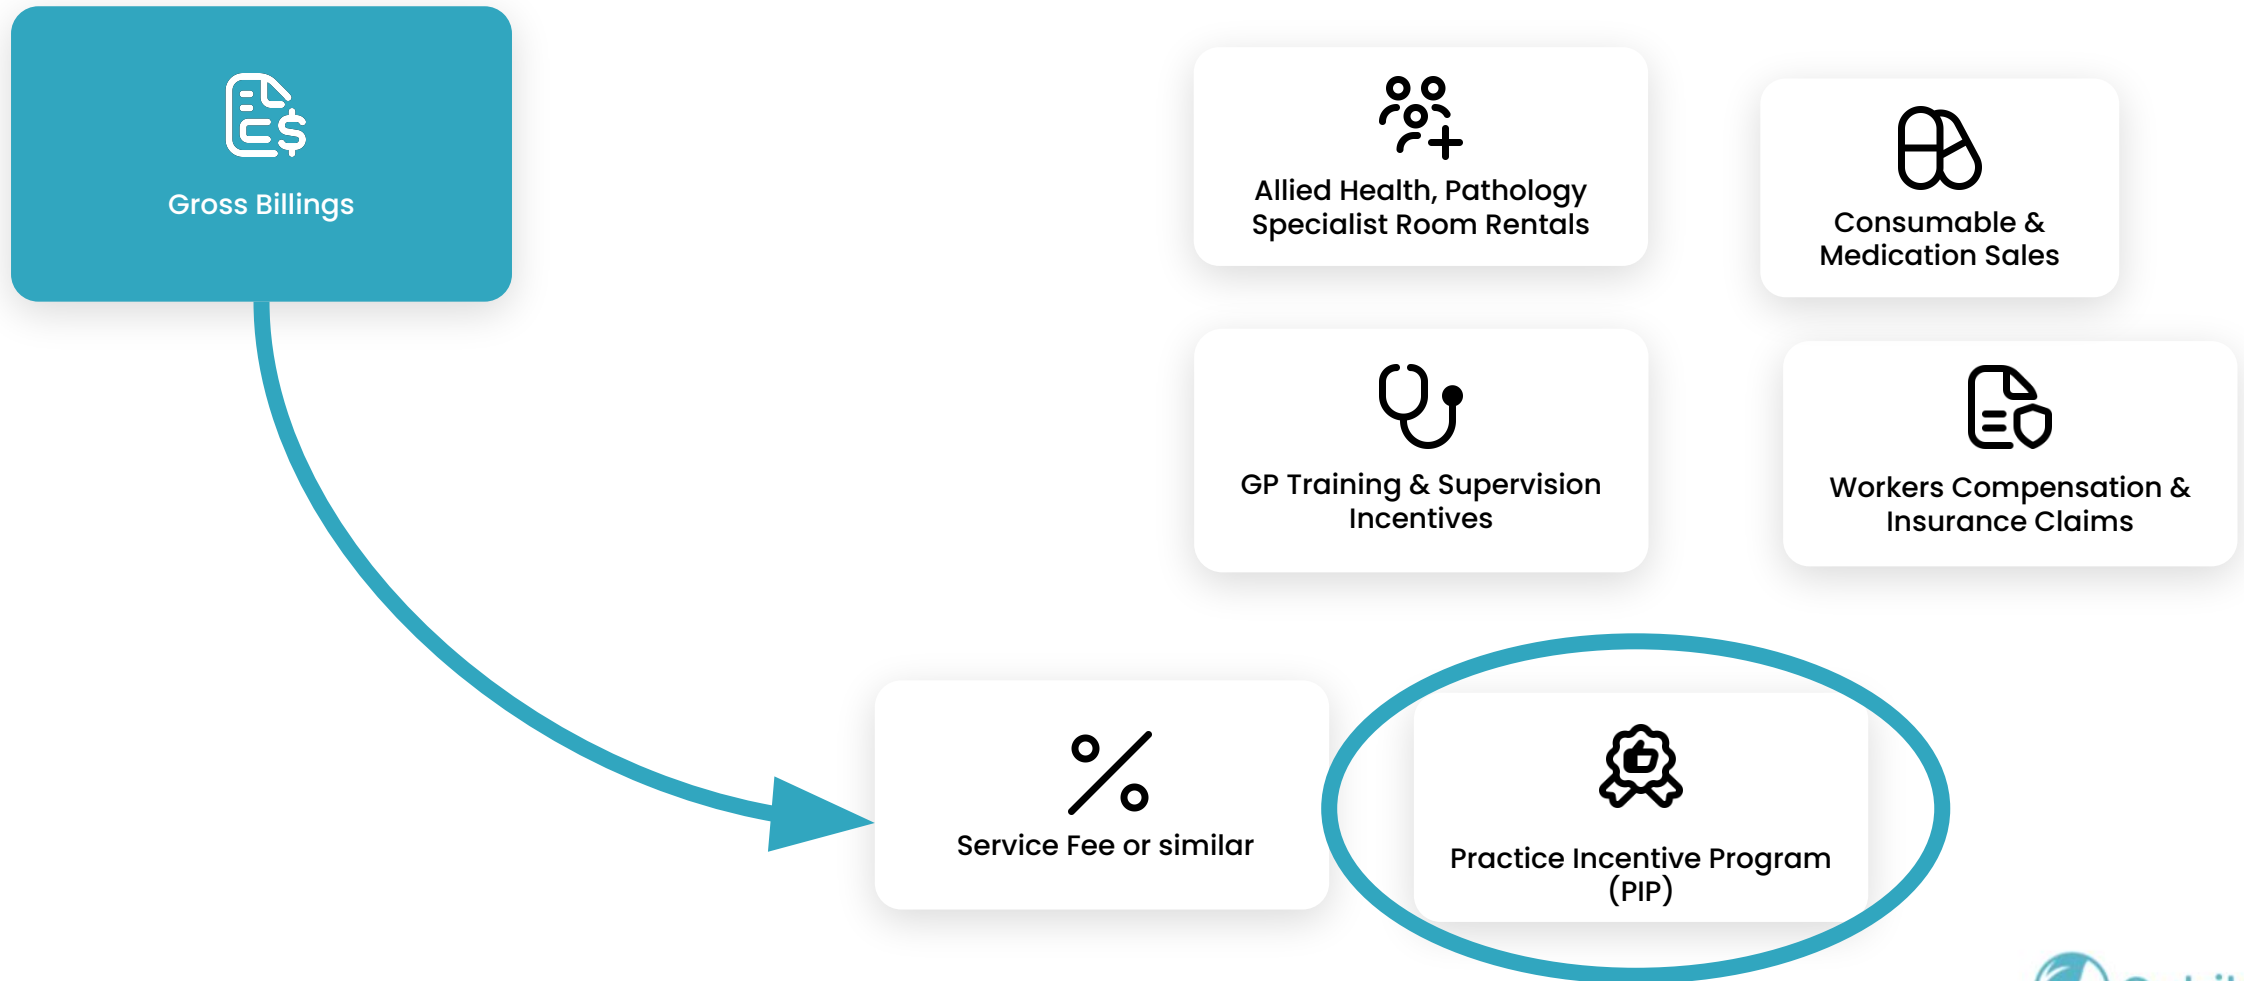 Gross Billings
Allied Health, Pathology
Specialist Room Rentals
Consumable &
Medication Sales
GP Training & Supervision
Incentives
Workers Compensation &
Insurance Claims
Service Fee or similar
Practice Incentive Program
(PIP)